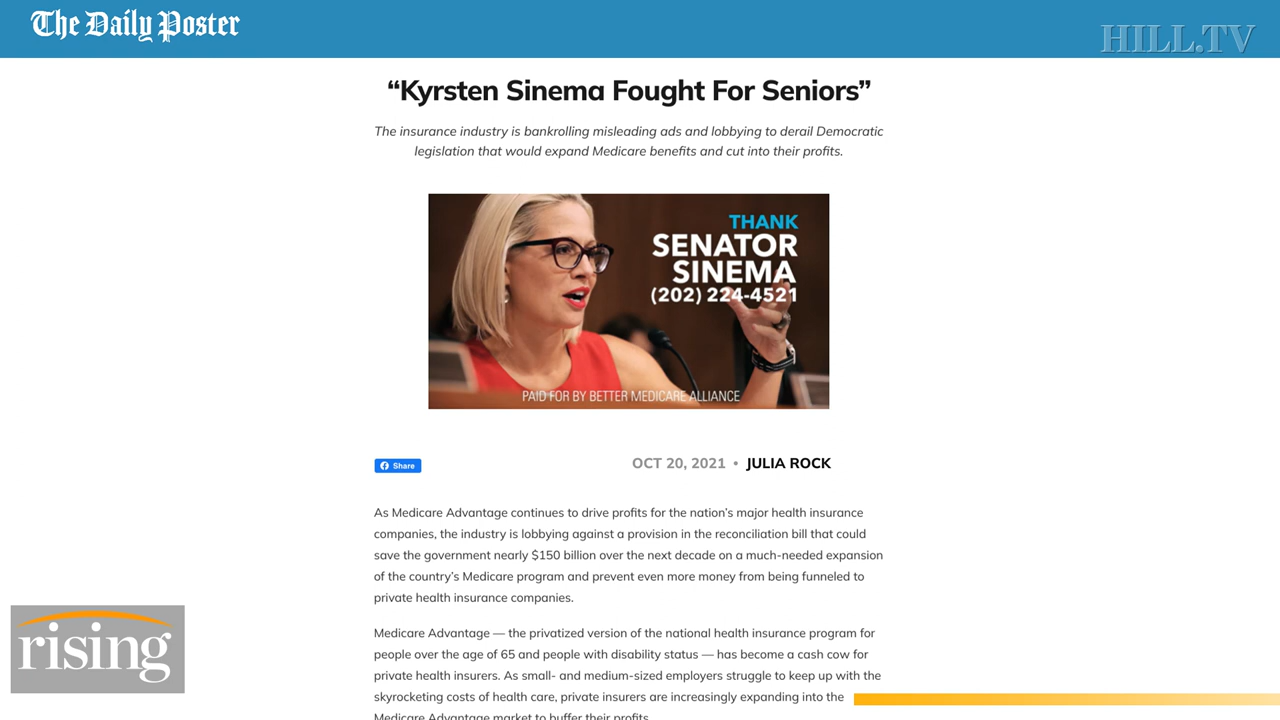 The Daily Poster
HILL.TV
“Kyrsten Sinema Fought For Seniors”
The insurance industry is bankrolling misleading ads and lobbying to derail Democratic
legislation that would expand Medicare benefits and cut into their profits.
THANK
SENATOR
SINEMA
(202) 224-4521
PAID FOR BY BETTER MEDICARE ALLIANCE
Share
OCT 20, 2021 • JULIA ROCK
As Medicare Advantage continues to drive profits for the nation’s major health insurance
companies, the industry is lobbying against a provision in the reconciliation bill that could
save the government nearly $150 billion over the next decade on a much-needed expansion
of the country’s Medicare program and prevent even more money from being funneled to
private health insurance companies.
Medicare Advantage — the privatized version of the national health insurance program for
people over the age of 65 and people with disability status — has become a cash cow for
private health insurers. As small- and medium-sized employers struggle to keep up with the
skyrocketing costs of health care, private insurers are increasingly expanding into the
Medicare Advantage market to buffer their profits.
rising